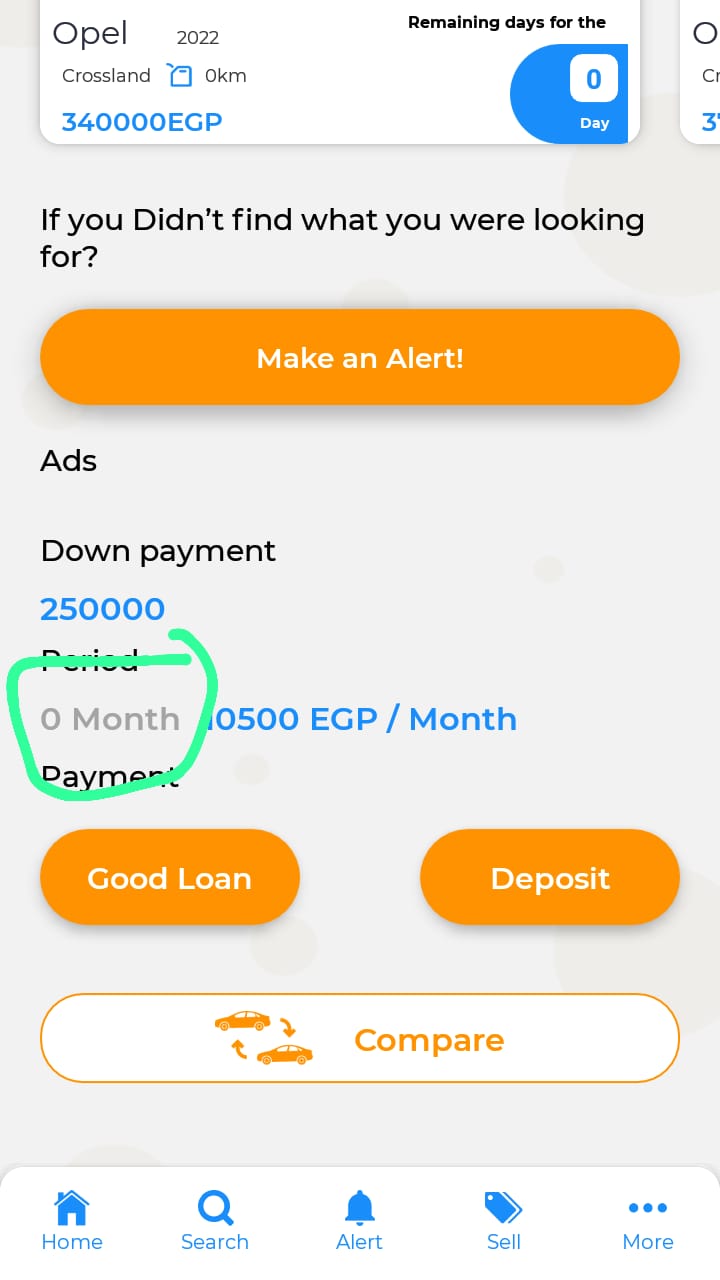 Opel 2022 Remaining days for the
Crossland 0km
0
340000EGP Day
If you Didn't find what you were looking
for?
Make an Alert!
Ads
Down payment
250000
Period
0 Month 10500 EGP / Month
Payment
Good Loan Deposit
Compare
Home Search Alert Sell More